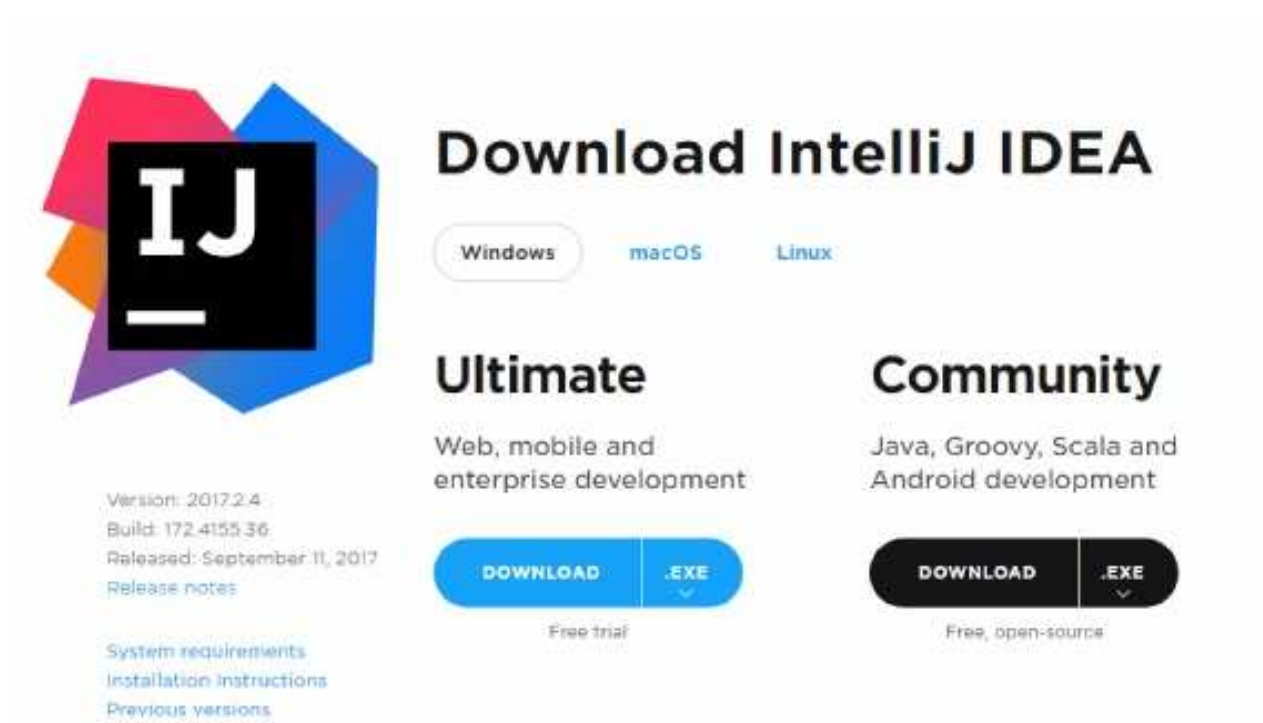 IJ
Download IntelliJ IDEA
Windows macOS Linux
Ultimate
Web, mobile and
enterprise development
DOWNLOAD .EXE
Free trial
Community
Java, Groovy, Scala and
Android development
DOWNLOAD .EXE
Free, open-source
Version: 2017.2.4
Build: 172.4155.36
Released: September 11, 2017
Release notes
System requirements
Installation Instructions
Previous versions